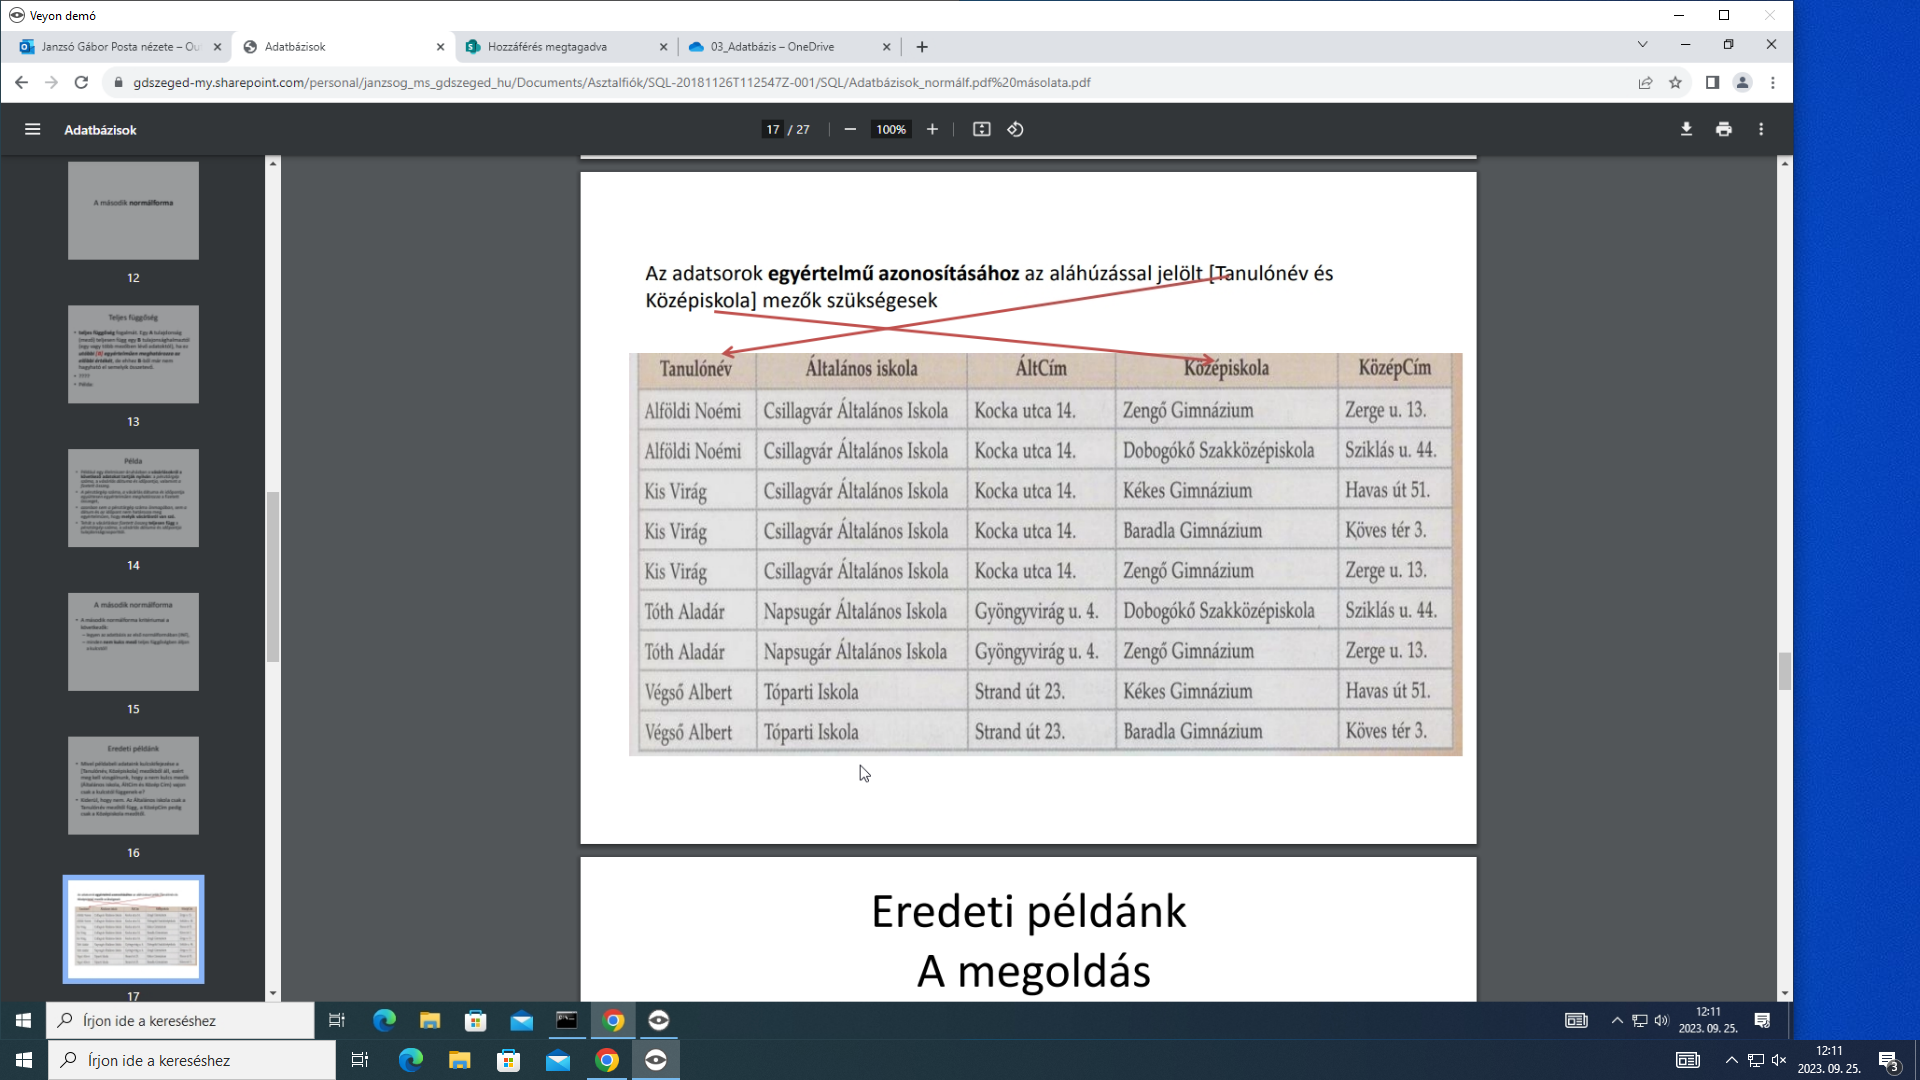 Veyon demó
Janzsó Gábor Posta nézete – Ou
Adatbázisok
Hozzáférés megtagadva
03_Adatbázis – OneDrive
gdszeged-my.sharepoint.com/personal/janzsog_ms_gdszeged_hu/Documents/Asztalfiók/SQL-20181126T112547Z-001/SQL/Adatbázisok_normálf.pdf%20másolata.pdf
Adatbázisok
17 / 27
100%
A második normálforma
12
Teljes függőség
13
Példa
14
A második normálforma
15
Eredeti példánk
16
17
Az adatsorok egyértelmű azonosításához az aláhúzással jelölt [Tanulónév és
Középiskola] mezők szükségesek
Tanulónév Általános iskola ÁltCím Középiskola KözépCím
Alföldi Noémi Csillagvár Általános Iskola Kocka utca 14. Zengő Gimnázium Zerge u. 13.
Alföldi Noémi Csillagvár Általános Iskola Kocka utca 14. Dobogókő Szakközépiskola Sziklás u. 44.
Kis Virág Csillagvár Általános Iskola Kocka utca 14. Kékes Gimnázium Havas út 51.
Kis Virág Csillagvár Általános Iskola Kocka utca 14. Baradla Gimnázium Köves tér 3.
Kis Virág Csillagvár Általános Iskola Kocka utca 14. Zengő Gimnázium Zerge u. 13.
Tóth Aladár Napsugár Általános Iskola Gyöngyvirág u. 4. Dobogókő Szakközépiskola Sziklás u. 44.
Tóth Aladár Napsugár Általános Iskola Gyöngyvirág u. 4. Zengő Gimnázium Zerge u. 13.
Végső Albert Tóparti Iskola Strand út 23. Kékes Gimnázium Havas út 51.
Végső Albert Tóparti Iskola Strand út 23. Baradla Gimnázium Köves tér 3.
Eredeti példánk
A megoldás
Írjon ide a kereséshez
12:11
2023. 09. 25.
Írjon ide a kereséshez
12:11
2023. 09. 25.
3